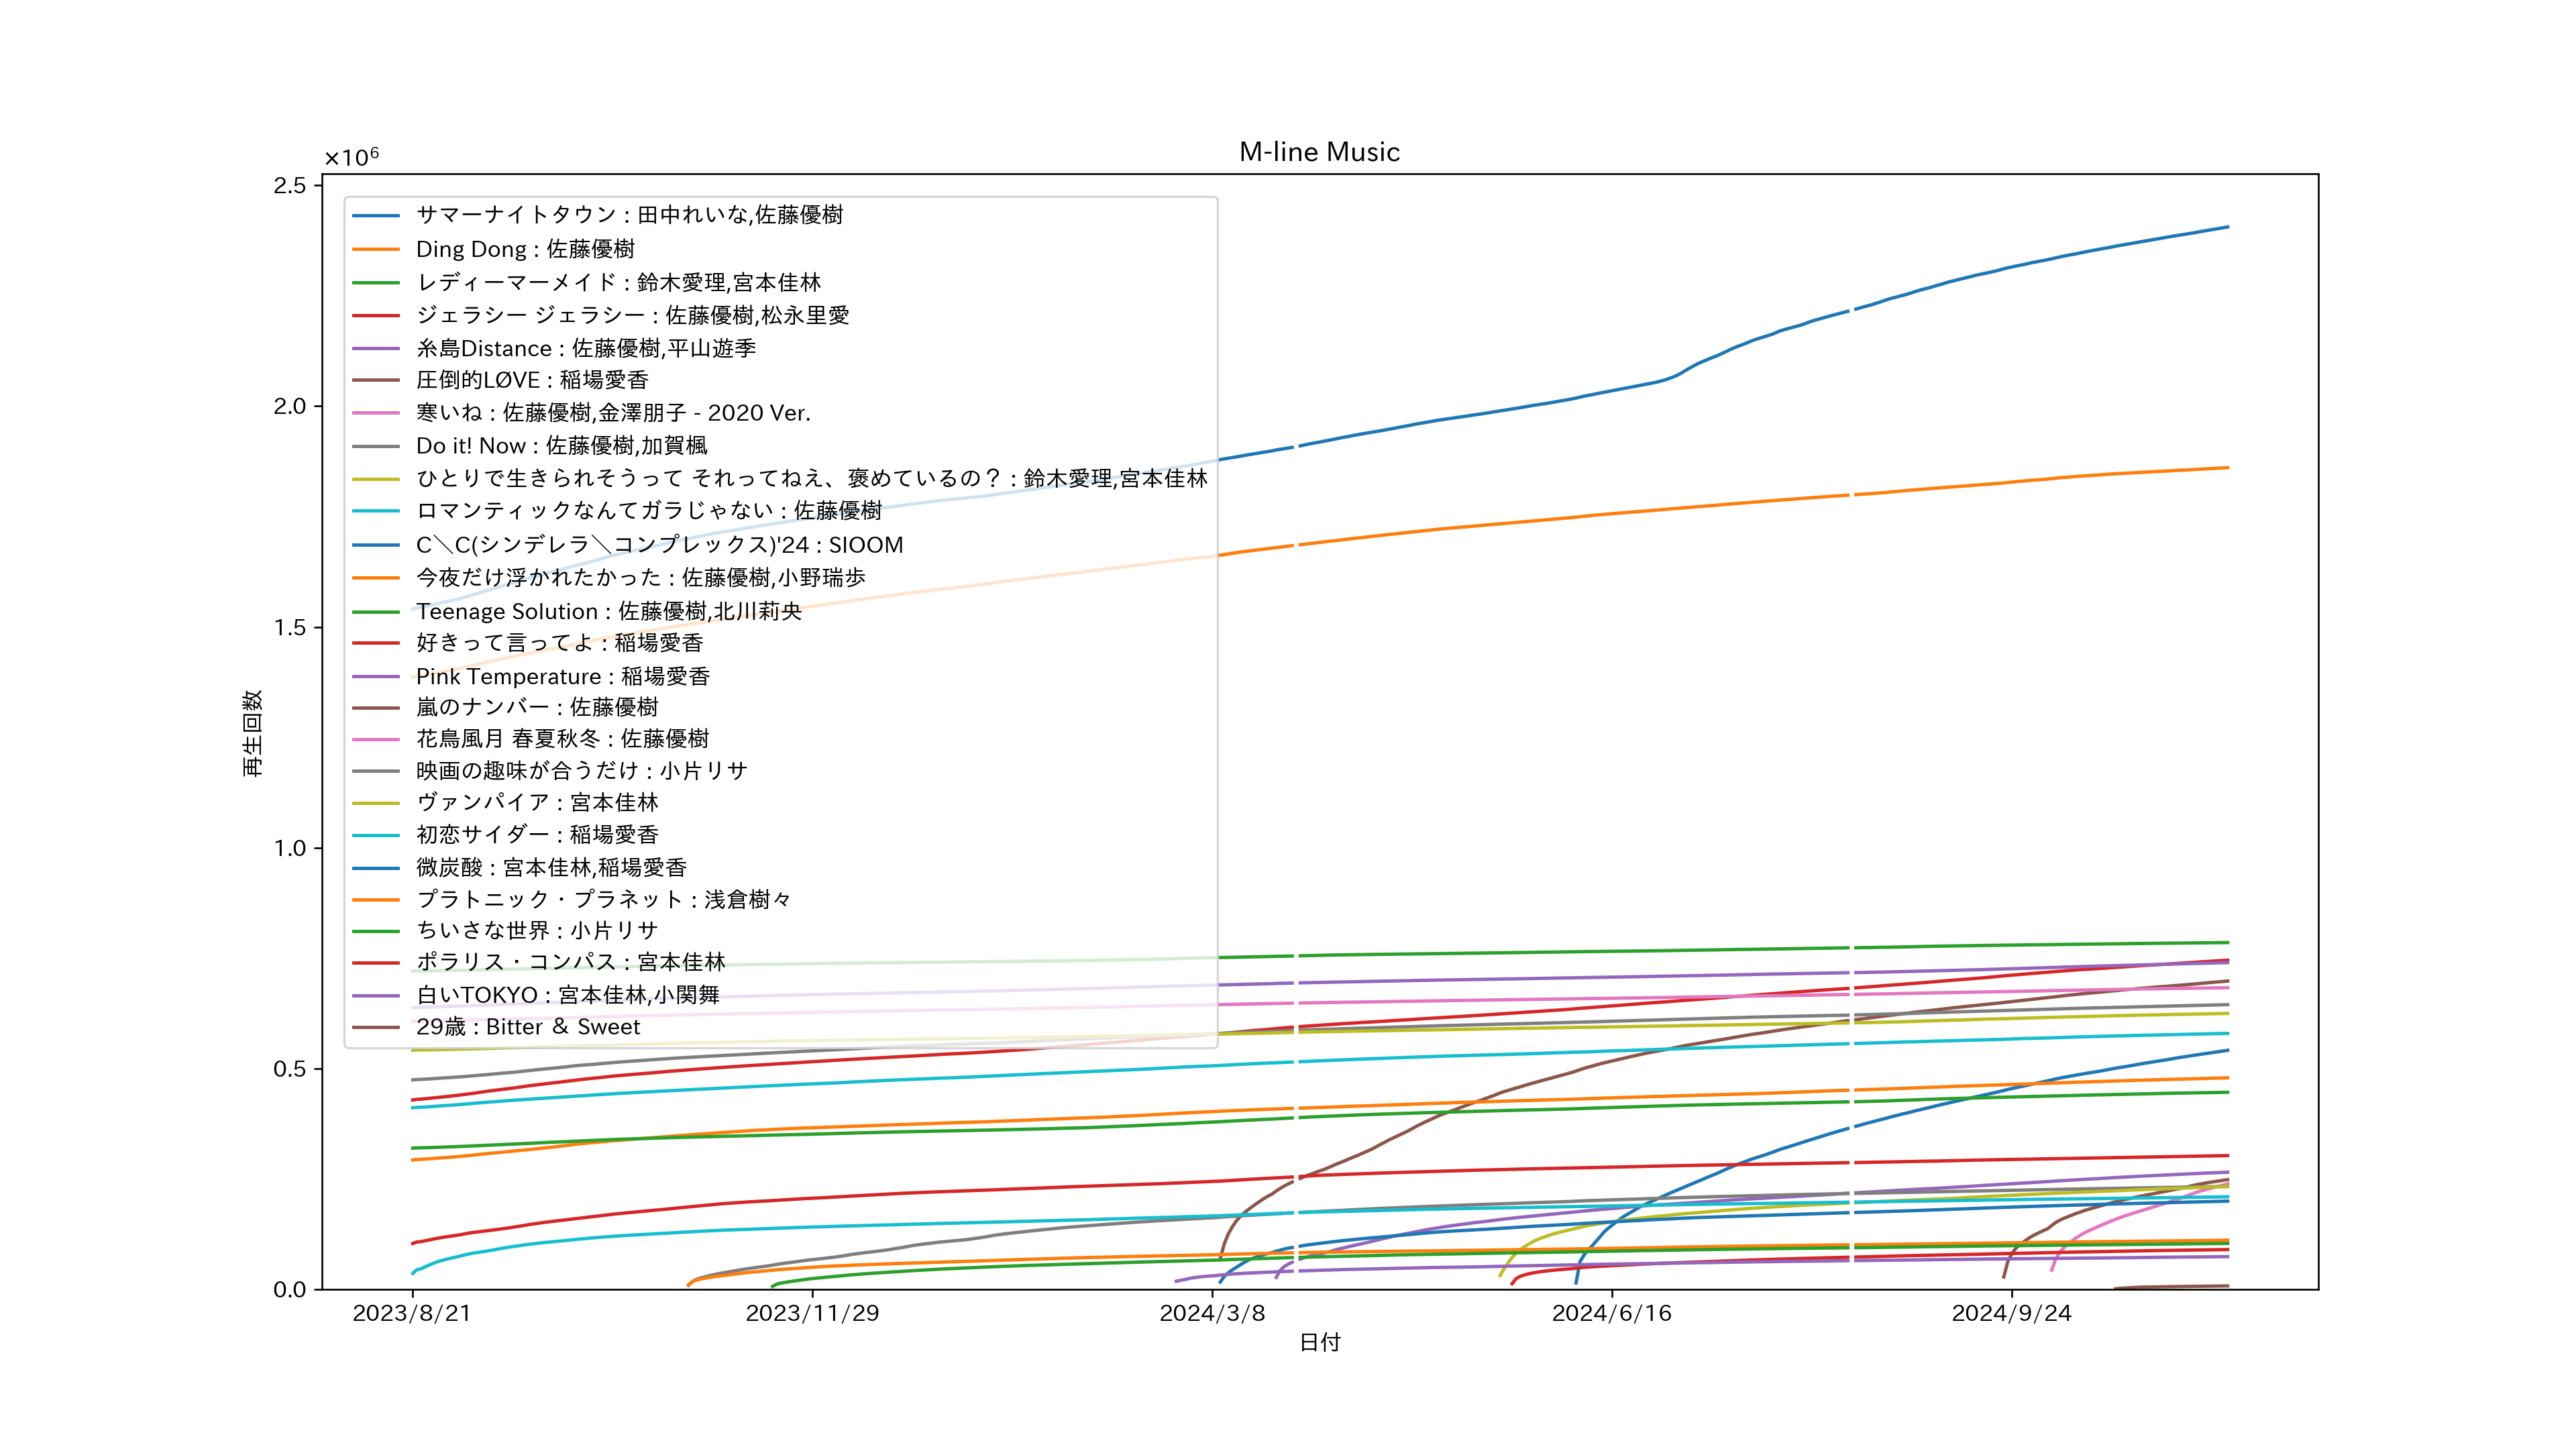 M-line Music
×10⁶
2.5
2.0
1.5
1.0
0.5
0.0
再生回数
サマーナイトタウン : 田中れいな,佐藤優樹
Ding Dong : 佐藤優樹
レディーマーメイド : 鈴木愛理,宮本佳林
ジェラシー ジェラシー : 佐藤優樹,松永里愛
糸島Distance : 佐藤優樹,平山遊季
圧倒的LØVE : 稲場愛香
寒いね : 佐藤優樹,金澤朋子 - 2020 Ver.
Do it! Now : 佐藤優樹,加賀楓
ひとりで生きられそうって それってねえ、褒めているの？ : 鈴木愛理,宮本佳林
ロマンティックなんてガラじゃない : 佐藤優樹
C＼C(シンデレラ＼コンプレックス)'24 : SIOOM
今夜だけ浮かれたかった : 佐藤優樹,小野瑞歩
Teenage Solution : 佐藤優樹,北川莉央
好きって言ってよ : 稲場愛香
Pink Temperature : 稲場愛香
嵐のナンバー : 佐藤優樹
花鳥風月 春夏秋冬 : 佐藤優樹
映画の趣味が合うだけ : 小片リサ
ヴァンパイア : 宮本佳林
初恋サイダー : 稲場愛香
微炭酸 : 宮本佳林,稲場愛香
プラトニック・プラネット : 浅倉樹々
ちいさな世界 : 小片リサ
ポラリス・コンパス : 宮本佳林
白いTOKYO : 宮本佳林,小関舞
29歳 : Bitter ＆ Sweet
2023/8/21
2023/11/29
2024/3/8
2024/6/16
2024/9/24
日付